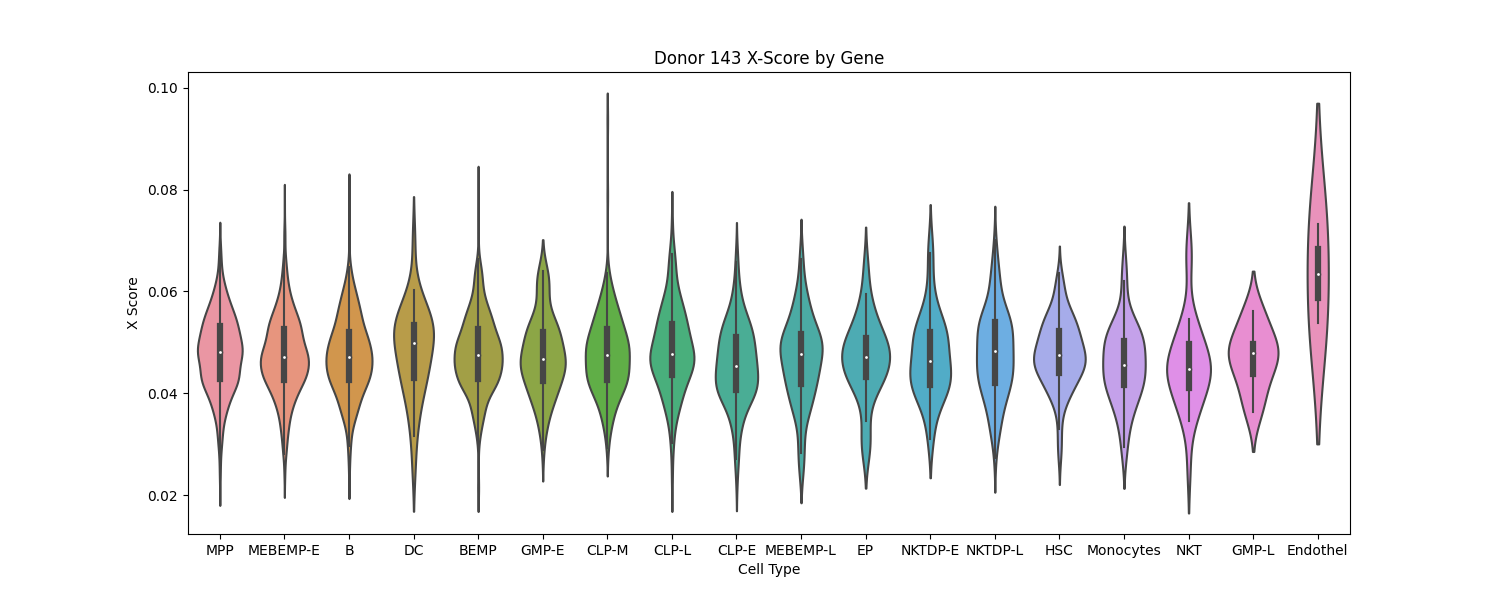 Donor 143 X-Score by Gene
0.10
0.08
0.06
0.04
0.02
X Score
MPP MEBEMP-E B DC BEMP GMP-E CLP-M CLP-L CLP-E MEBEMP-L EP NKTDP-E NKTDP-L HSC Monocytes NKT GMP-L Endothel
Cell Type